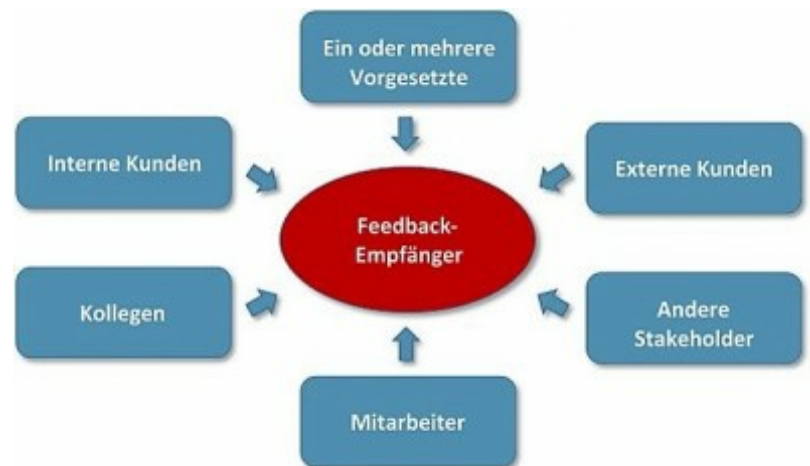 Ein oder mehrere
Vorgesetzte
Interne Kunden
Externe Kunden
Feedback-
Empfänger
Kollegen
Andere
Stakeholder
Mitarbeiter